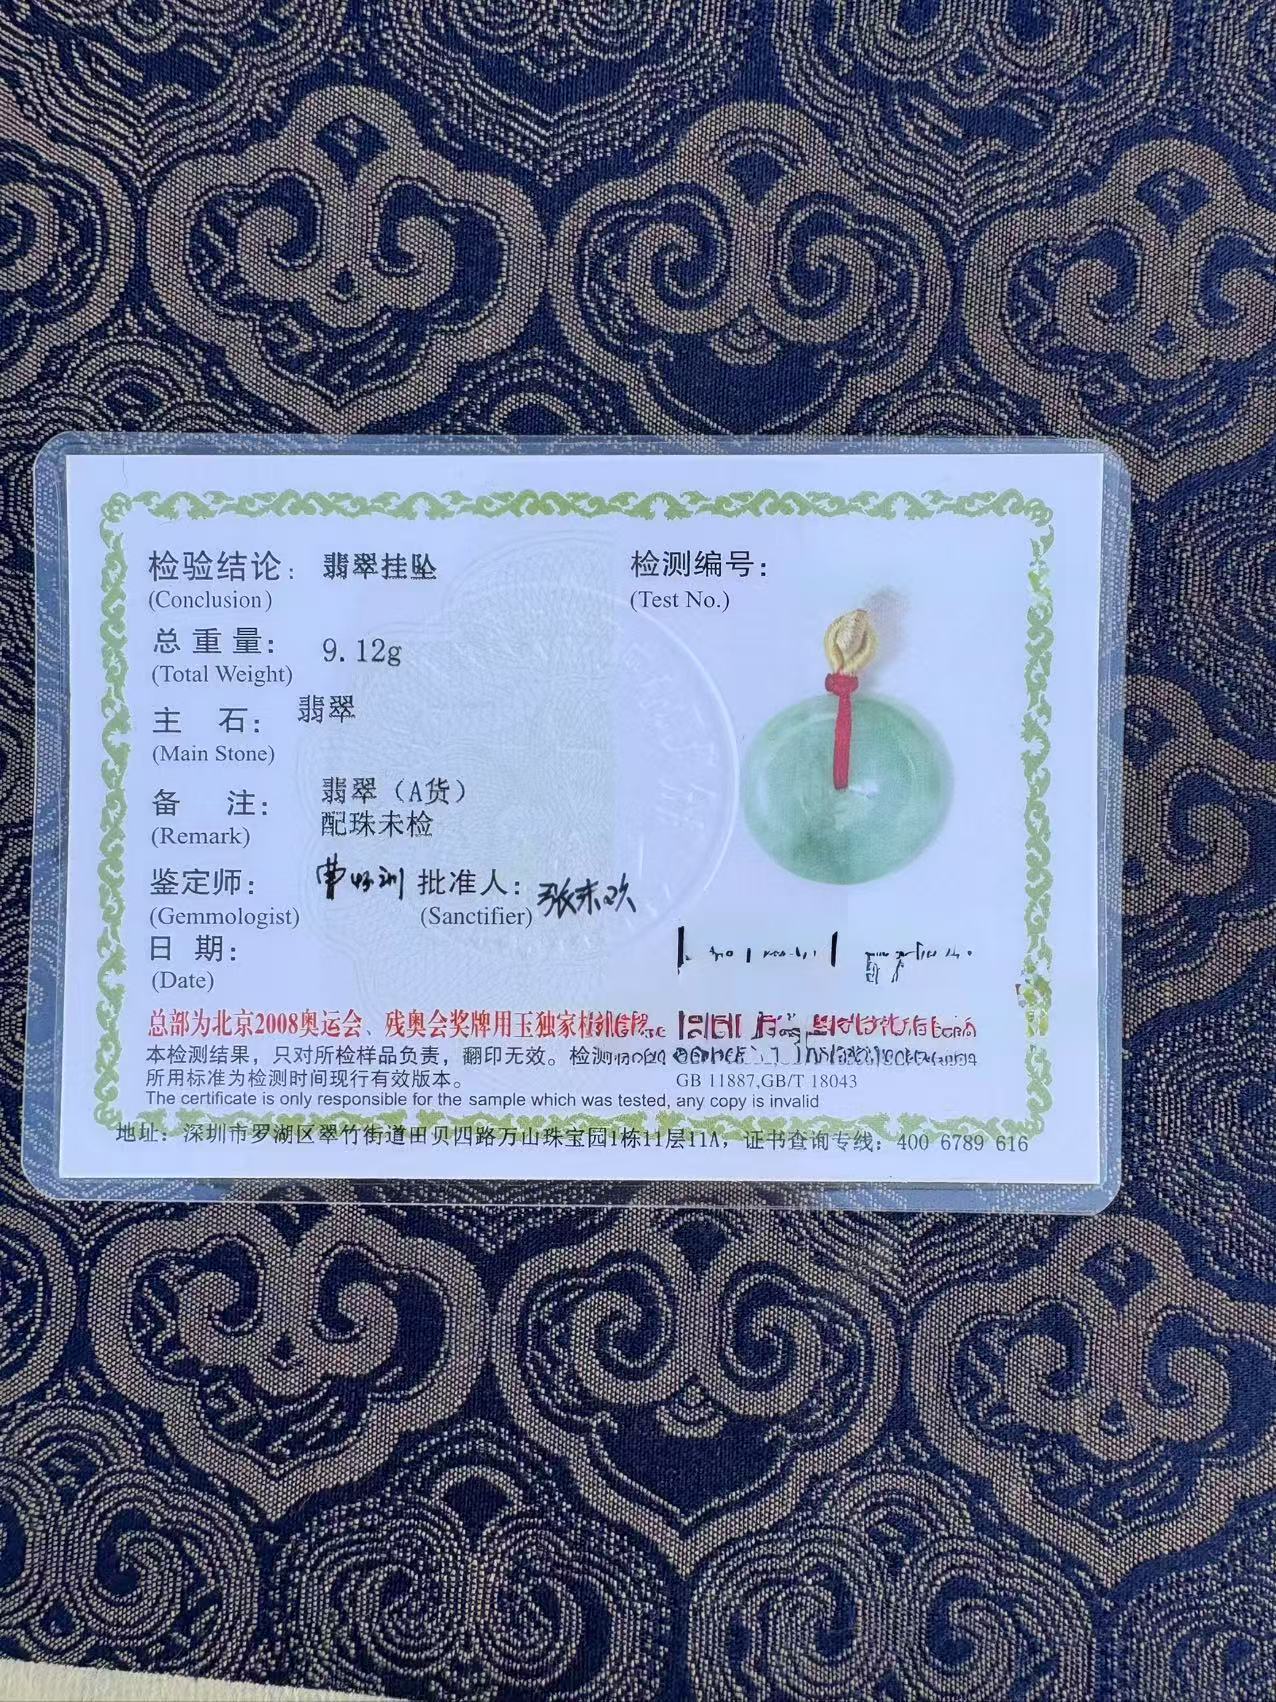 检验结论: 翡翠挂坠
(Conclusion)
检测编号:
(Test No.)
总重量: 9.12g
(Total Weight)
主 石: 翡翠
(Main Stone)
备 注: 翡翠（A货）
配珠未检
(Remark)
鉴定师: 批准人:
(Gemmologist) (Sanctifier)
日 期:
(Date)
总部为北京2008奥运会、残奥会奖牌用玉独家
本检测结果，只对所检样品负责，翻印无效。检测
所用标准为检测时间现行有效版本。
GB 11887,GB/T 18043
The certificate is only responsible for the sample which was tested, any copy is invalid
地址: 深圳市罗湖区翠竹街道田贝四路万山珠宝园1栋11层11A, 证书查询专线: 400 6789 616